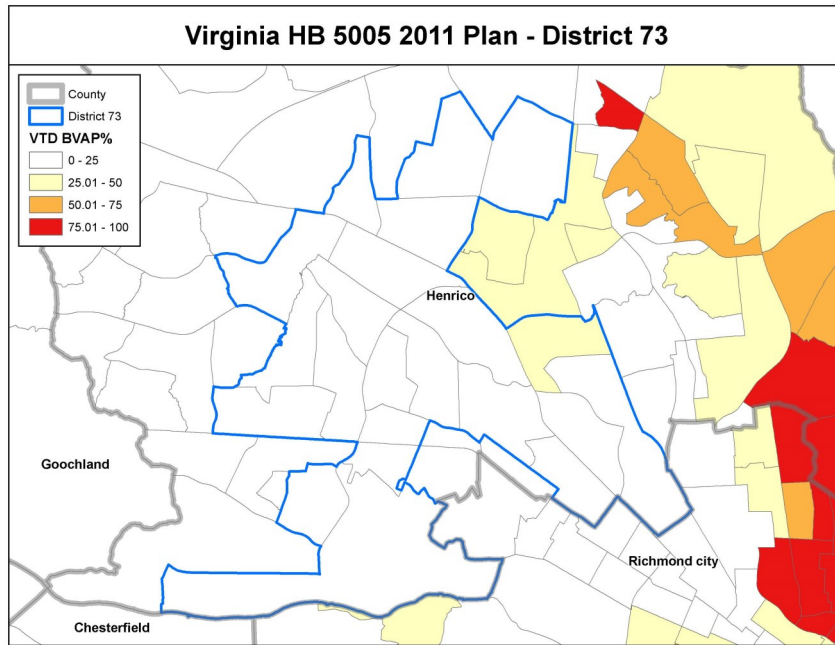 Virginia HB 5005 2011 Plan - District 73
County
District 73
VTD BVAP%
0 - 25
25.01 - 50
50.01 - 75
75.01 - 100
Henrico
Goochland
Richmond city
Chesterfield